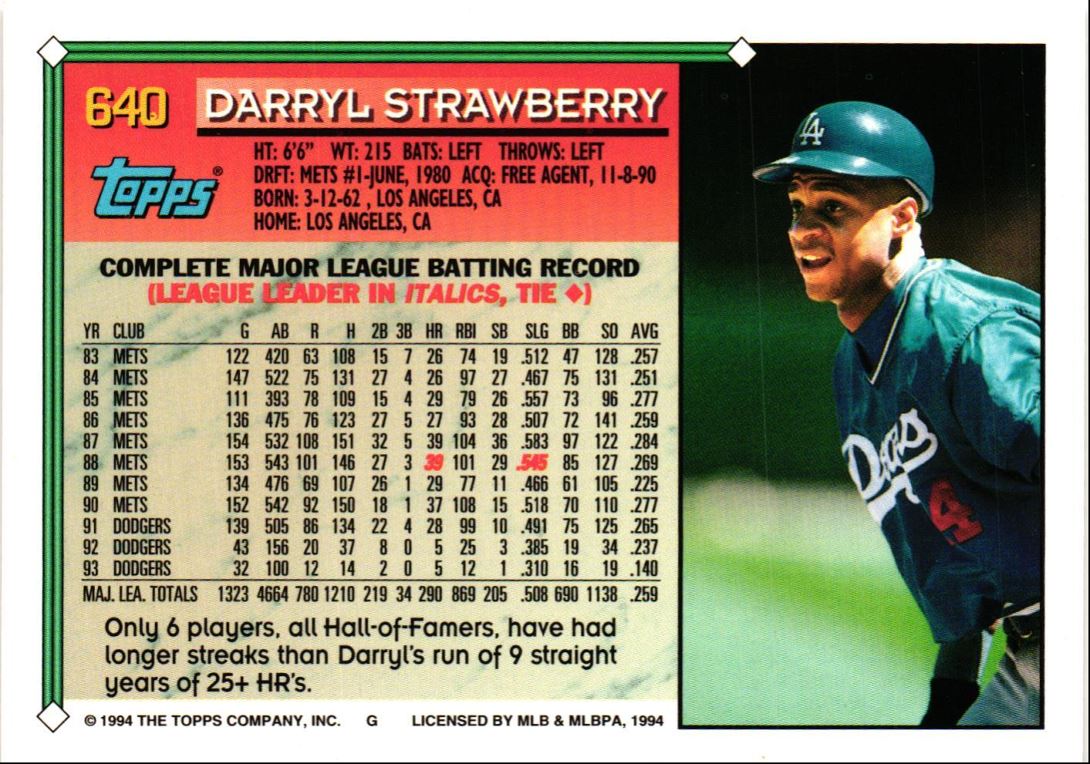 640 DARRYL STRAWBERRY
topps®
HT: 6'6" WT: 215 BATS: LEFT THROWS: LEFT
DRFT: METS #1-JUNE, 1980 ACQ: FREE AGENT, 11-8-90
BORN: 3-12-62 , LOS ANGELES, CA
HOME: LOS ANGELES, CA
COMPLETE MAJOR LEAGUE BATTING RECORD
(LEAGUE LEADER IN ITALICS, TIE ◆)
YR CLUB G AB R H 2B 3B HR RBI SB SLG BB SO AVG
83 METS 122 420 63 108 15 7 26 74 19 .512 47 128 .257
84 METS 147 522 75 131 27 4 26 97 27 .467 75 131 .251
85 METS 111 393 78 109 15 4 29 79 26 .557 73 96 .277
86 METS 136 475 76 123 27 5 27 93 28 .507 72 141 .259
87 METS 154 532 108 151 32 5 39 104 36 .583 97 122 .284
88 METS 153 543 101 146 27 3 39 101 29 .545 85 127 .269
89 METS 134 476 69 107 26 1 29 77 11 .466 61 105 .225
90 METS 152 542 92 150 18 1 37 108 15 .518 70 110 .277
91 DODGERS 139 505 86 134 22 4 28 99 10 .491 75 125 .265
92 DODGERS 43 156 20 37 8 0 5 25 3 .385 19 34 .237
93 DODGERS 32 100 12 14 2 0 5 12 1 .310 16 19 .140
MAJ. LEA. TOTALS 1323 4664 780 1210 219 34 290 869 205 .508 690 1138 .259
Only 6 players, all Hall-of-Famers, have had
longer streaks than Darryl's run of 9 straight
years of 25+ HR's.
© 1994 THE TOPPS COMPANY, INC. G LICENSED BY MLB & MLBPA, 1994
LA
4